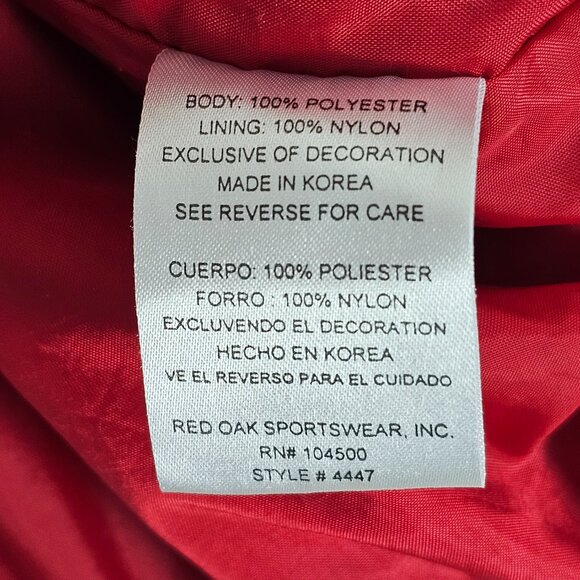 BODY: 100% POLYESTER
LINING: 100% NYLON
EXCLUSIVE OF DECORATION
MADE IN KOREA
SEE REVERSE FOR CARE
CUERPO: 100% POLIESTER
FORRO : 100% NYLON
EXCLUVENDO EL DECORATION
HECHO EN KOREA
VE EL REVERSO PARA EL CUIDADO
RED OAK SPORTSWEAR, INC.
RN# 104500
STYLE # 4447